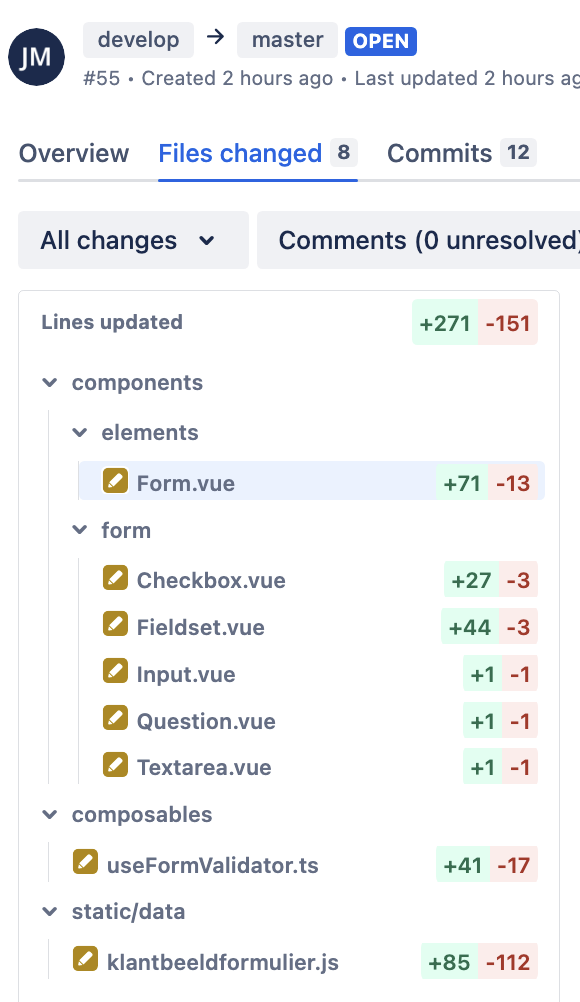 JM
develop → master OPEN
#55 • Created 2 hours ago • Last updated 2 hours ag
Overview Files changed 8 Commits 12
All changes Comments (0 unresolved)
Lines updated +271 -151
components
elements
Form.vue +71 -13
form
Checkbox.vue +27 -3
Fieldset.vue +44 -3
Input.vue +1 -1
Question.vue +1 -1
Textarea.vue +1 -1
composables
useFormValidator.ts +41 -17
static/data
klantbeeldformulier.js +85 -112